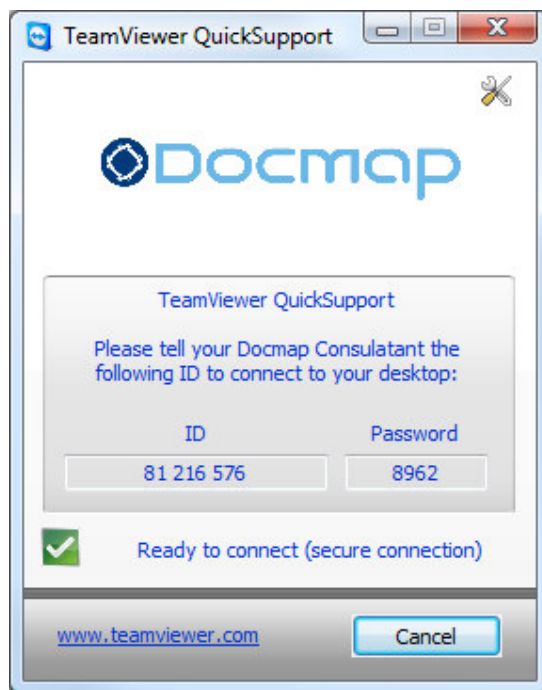 TeamViewer QuickSupport
Docmap
TeamViewer QuickSupport
Please tell your Docmap Consulatant the
following ID to connect to your desktop:
ID Password
81 216 576 8962
Ready to connect (secure connection)
www.teamviewer.com Cancel